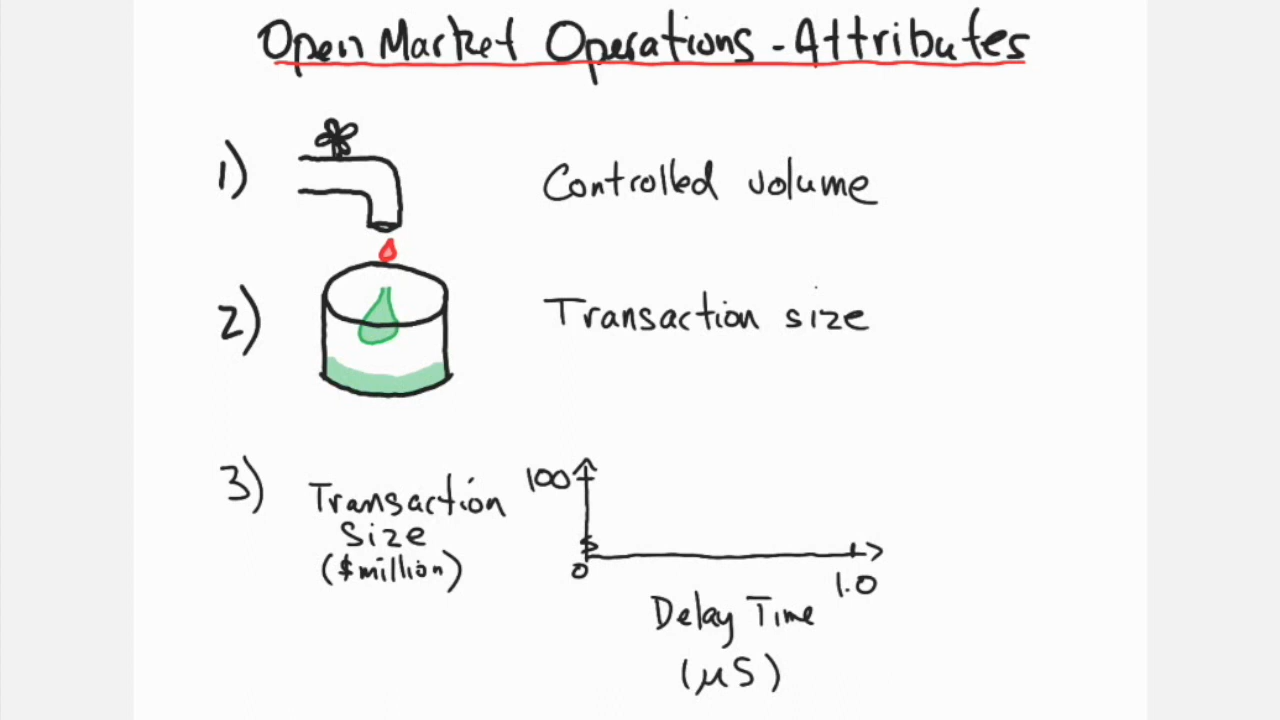 Open Market Operations - Attributes
1)
Controlled volume
2)
Transaction size
3)
Transaction
Size
($million)
100
0
1.0
Delay Time
(μS)